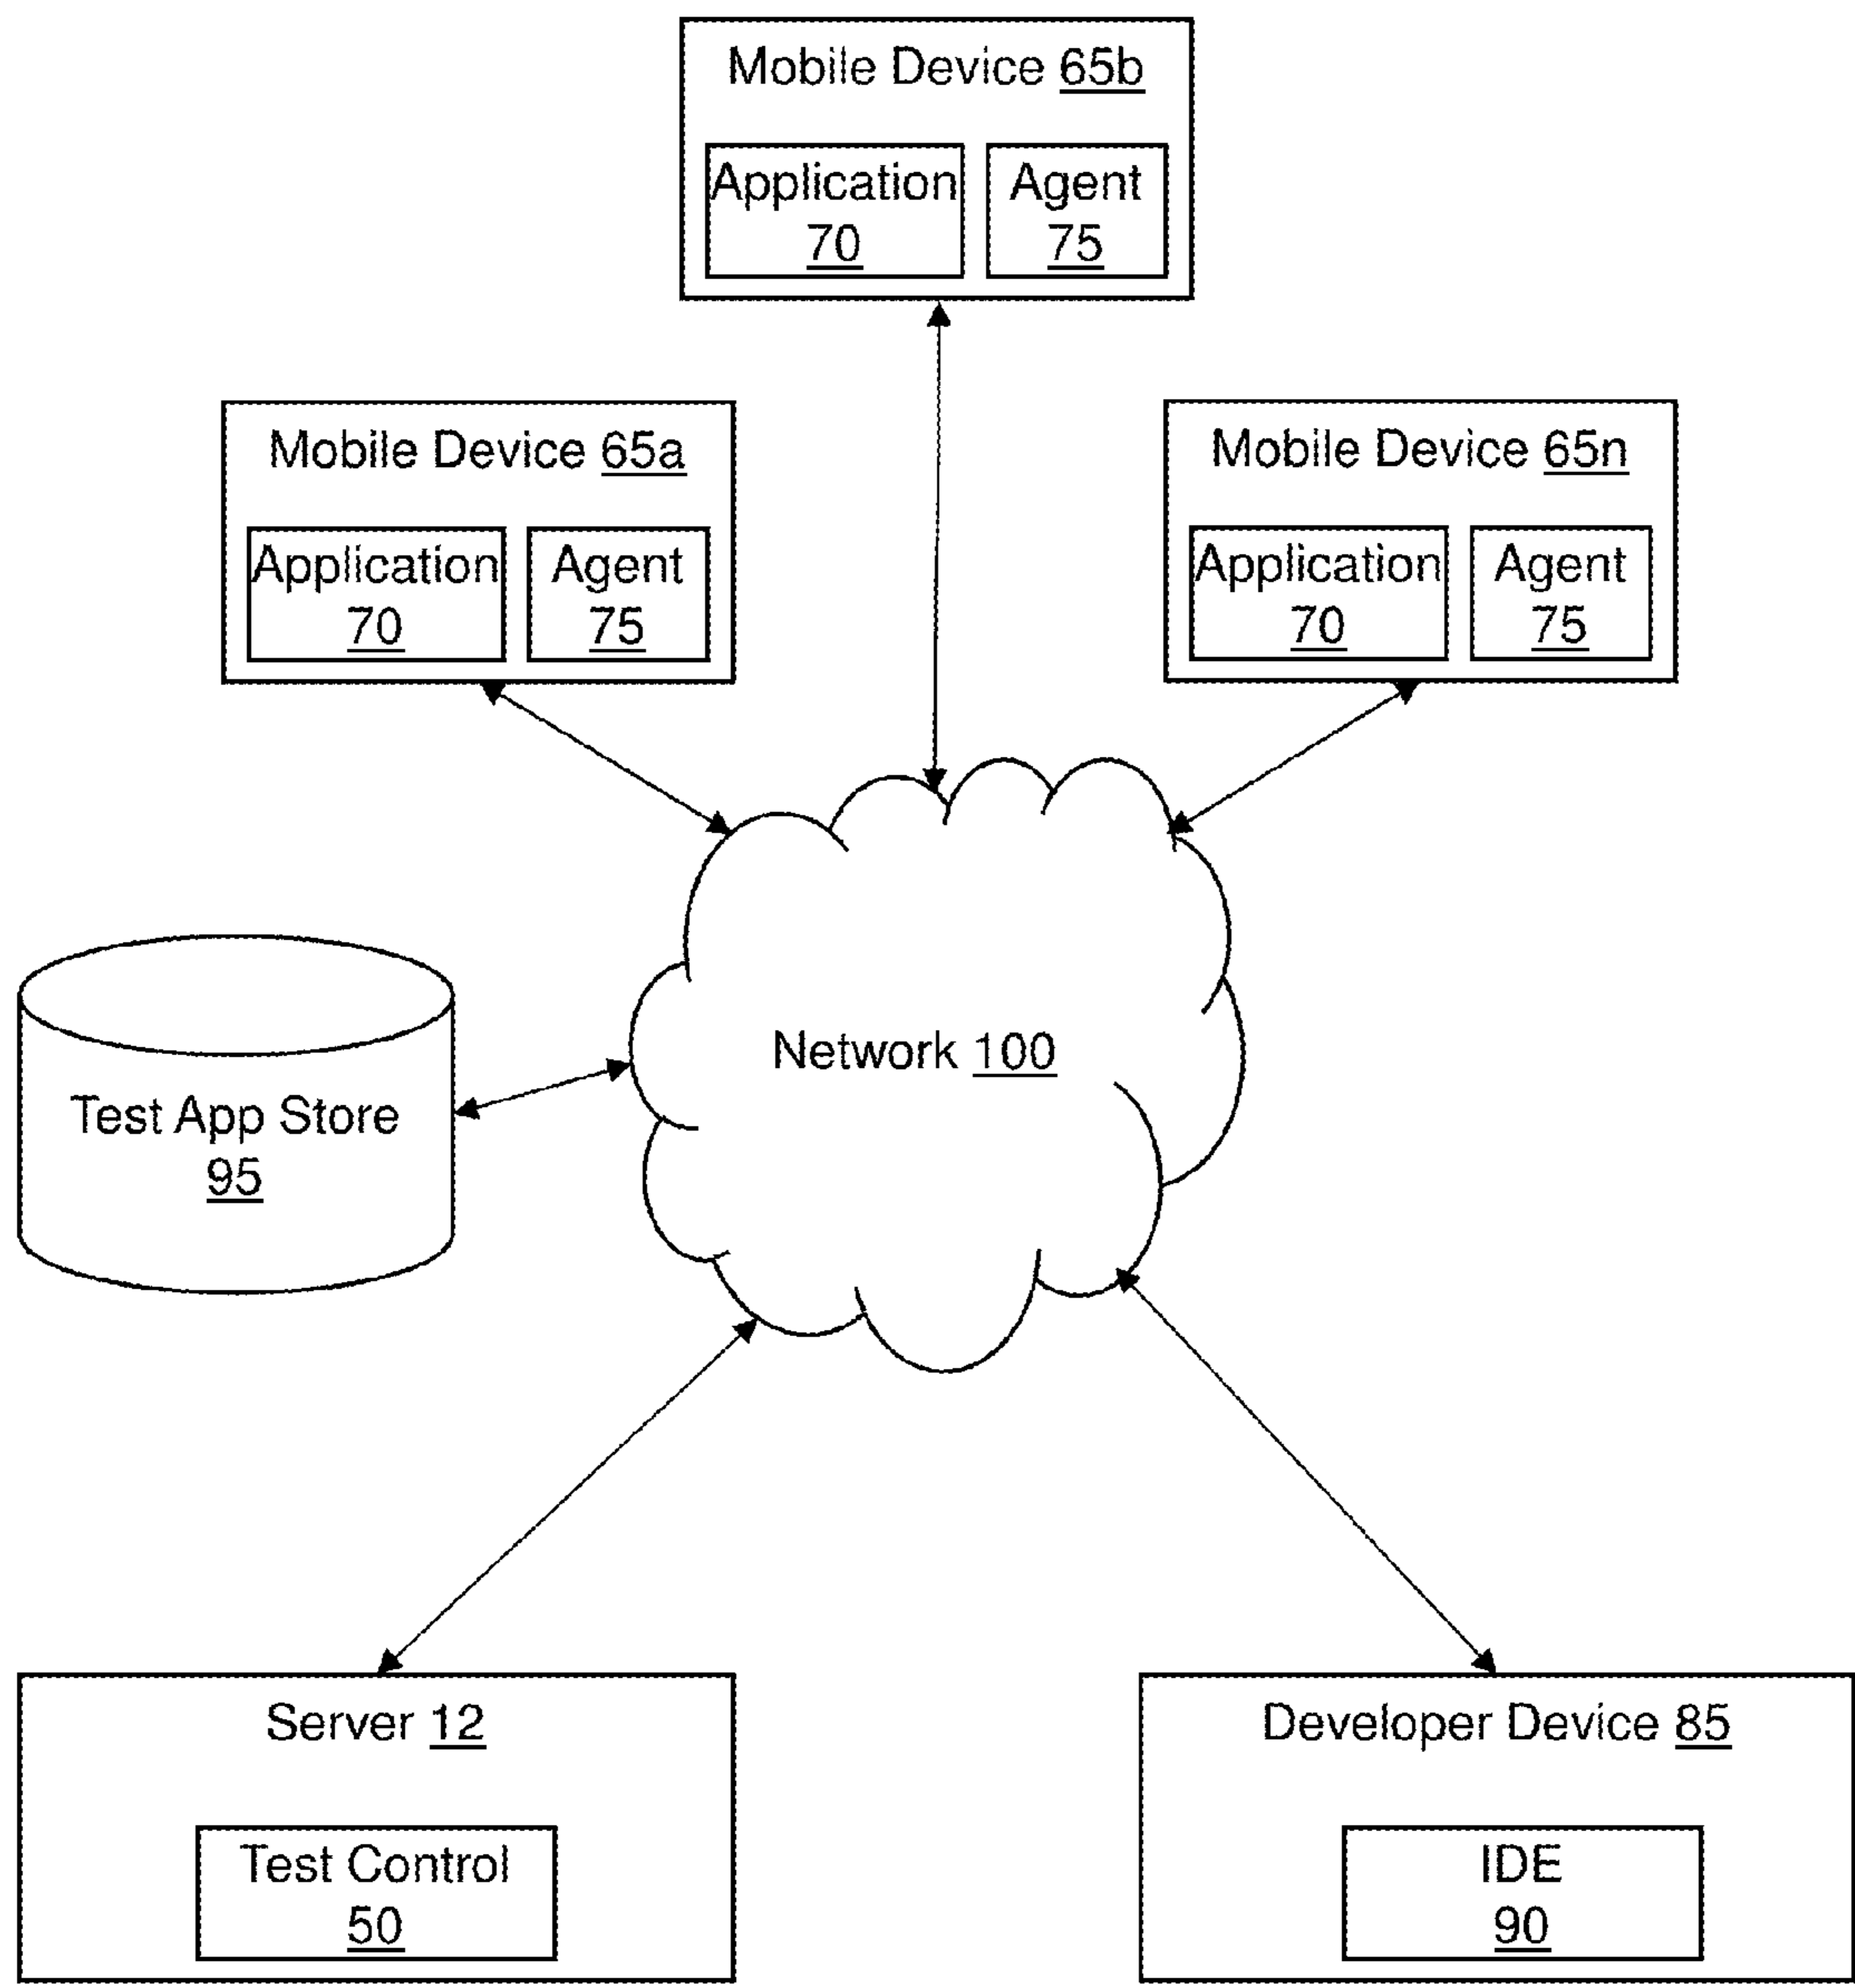 Mobile Device 65b
Application
70
Agent
75
Mobile Device 65a
Application
70
Agent
75
Mobile Device 65n
Application
70
Agent
75
Network 100
Test App Store
95
Server 12
Test Control
50
Developer Device 85
IDE
90